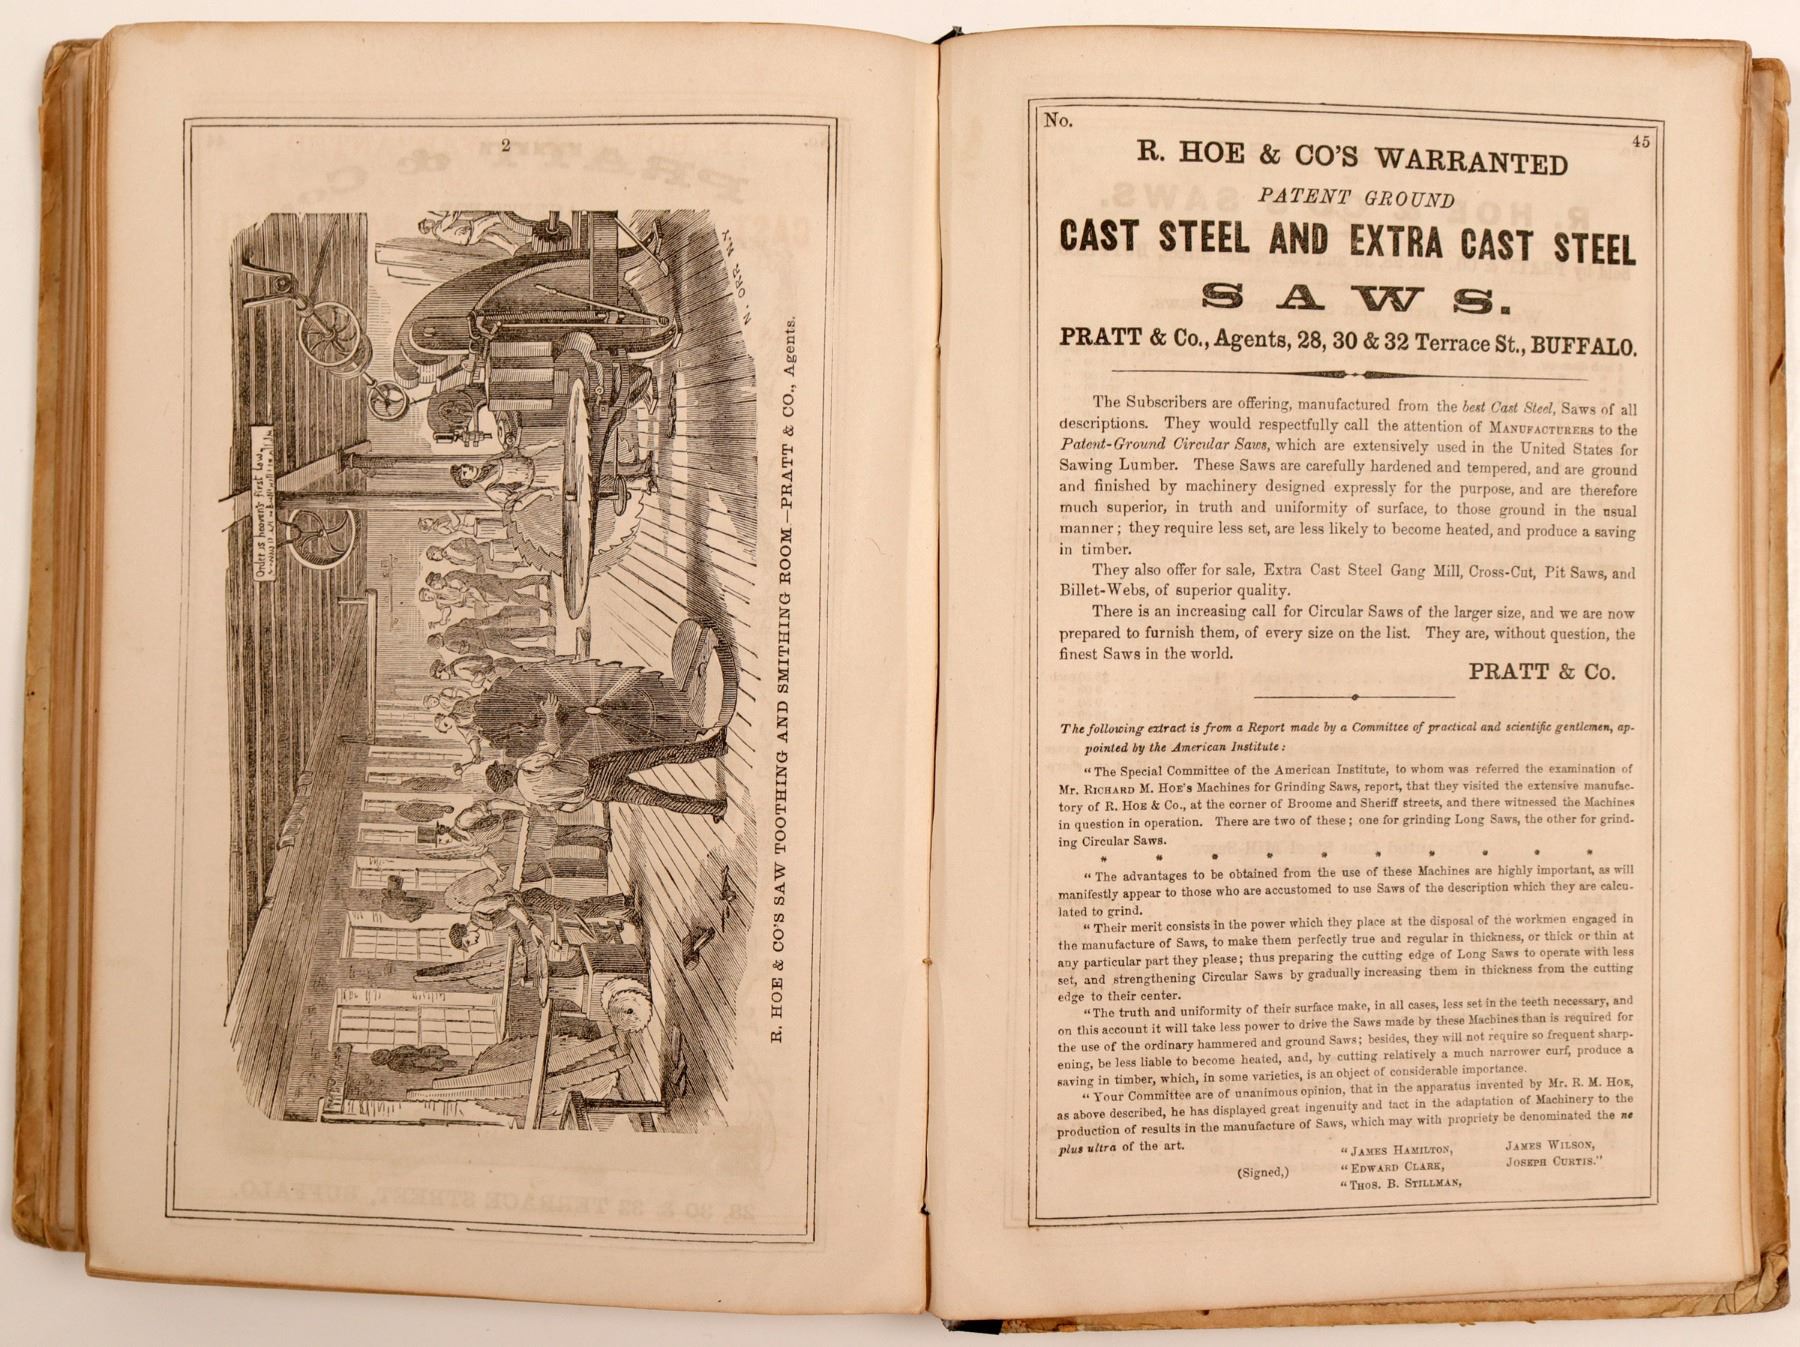 2
Order is heaven's first law,
N. ORR N.Y.
R. HOE & CO'S SAW TOOTHING AND SMITHING ROOM—PRATT & CO., Agents.
No.
45
R. HOE & CO'S WARRANTED
PATENT GROUND
CAST STEEL AND EXTRA CAST STEEL
SAWS.
PRATT & Co., Agents, 28, 30 & 32 Terrace St., BUFFALO.
The Subscribers are offering, manufactured from the best Cast Steel, Saws of all
descriptions. They would respectfully call the attention of MANUFACTURERS to the
Patent-Ground Circular Saws, which are extensively used in the United States for
Sawing Lumber. These Saws are carefully hardened and tempered, and are ground
and finished by machinery designed expressly for the purpose, and are therefore
much superior, in truth and uniformity of surface, to those ground in the usual
manner; they require less set, are less likely to become heated, and produce a saving
in timber.
They also offer for sale, Extra Cast Steel Gang Mill, Cross-Cut, Pit Saws, and
Billet-Webs, of superior quality.
There is an increasing call for Circular Saws of the larger size, and we are now
prepared to furnish them, of every size on the list. They are, without question, the
finest Saws in the world.
PRATT & Co.
The following extract is from a Report made by a Committee of practical and scientific gentlemen, ap-
pointed by the American Institute:
"The Special Committee of the American Institute, to whom was referred the examination of
Mr. RICHARD M. HOE's Machines for Grinding Saws, report, that they visited the extensive manufac-
tory of R. HOE & Co., at the corner of Broome and Sheriff streets, and there witnessed the Machines
in question in operation. There are two of these; one for grinding Long Saws, the other for grind-
ing Circular Saws.
* * * * * * * * * *
"The advantages to be obtained from the use of these Machines are highly important, as will
manifestly appear to those who are accustomed to use Saws of the description which they are calcu-
lated to grind.
"Their merit consists in the power which they place at the disposal of the workmen engaged in
the manufacture of Saws, to make them perfectly true and regular in thickness, or thick or thin at
any particular part they please; thus preparing the cutting edge of Long Saws to operate with less
set, and strengthening Circular Saws by gradually increasing them in thickness from the cutting
edge to their center.
"The truth and uniformity of their surface make, in all cases, less set in the teeth necessary, and
on this account it will take less power to drive the Saws made by these Machines than is required for
the use of the ordinary hammered and ground Saws; besides, they will not require so frequent sharp-
ening, be less liable to become heated, and, by cutting relatively a much narrower curf, produce a
saving in timber, which, in some varieties, is an object of considerable importance.
"Your Committee are of unanimous opinion, that in the apparatus invented by Mr. R. M. HOE,
as above described, he has displayed great ingenuity and tact in the adaptation of Machinery to the
production of results in the manufacture of Saws, which may with propriety be denominated the ne
plus ultra of the art.
(Signed,)
"JAMES HAMILTON,
"EDWARD CLARK,
"THOS. B. STILLMAN,
JAMES WILSON,
JOSEPH CURTIS."